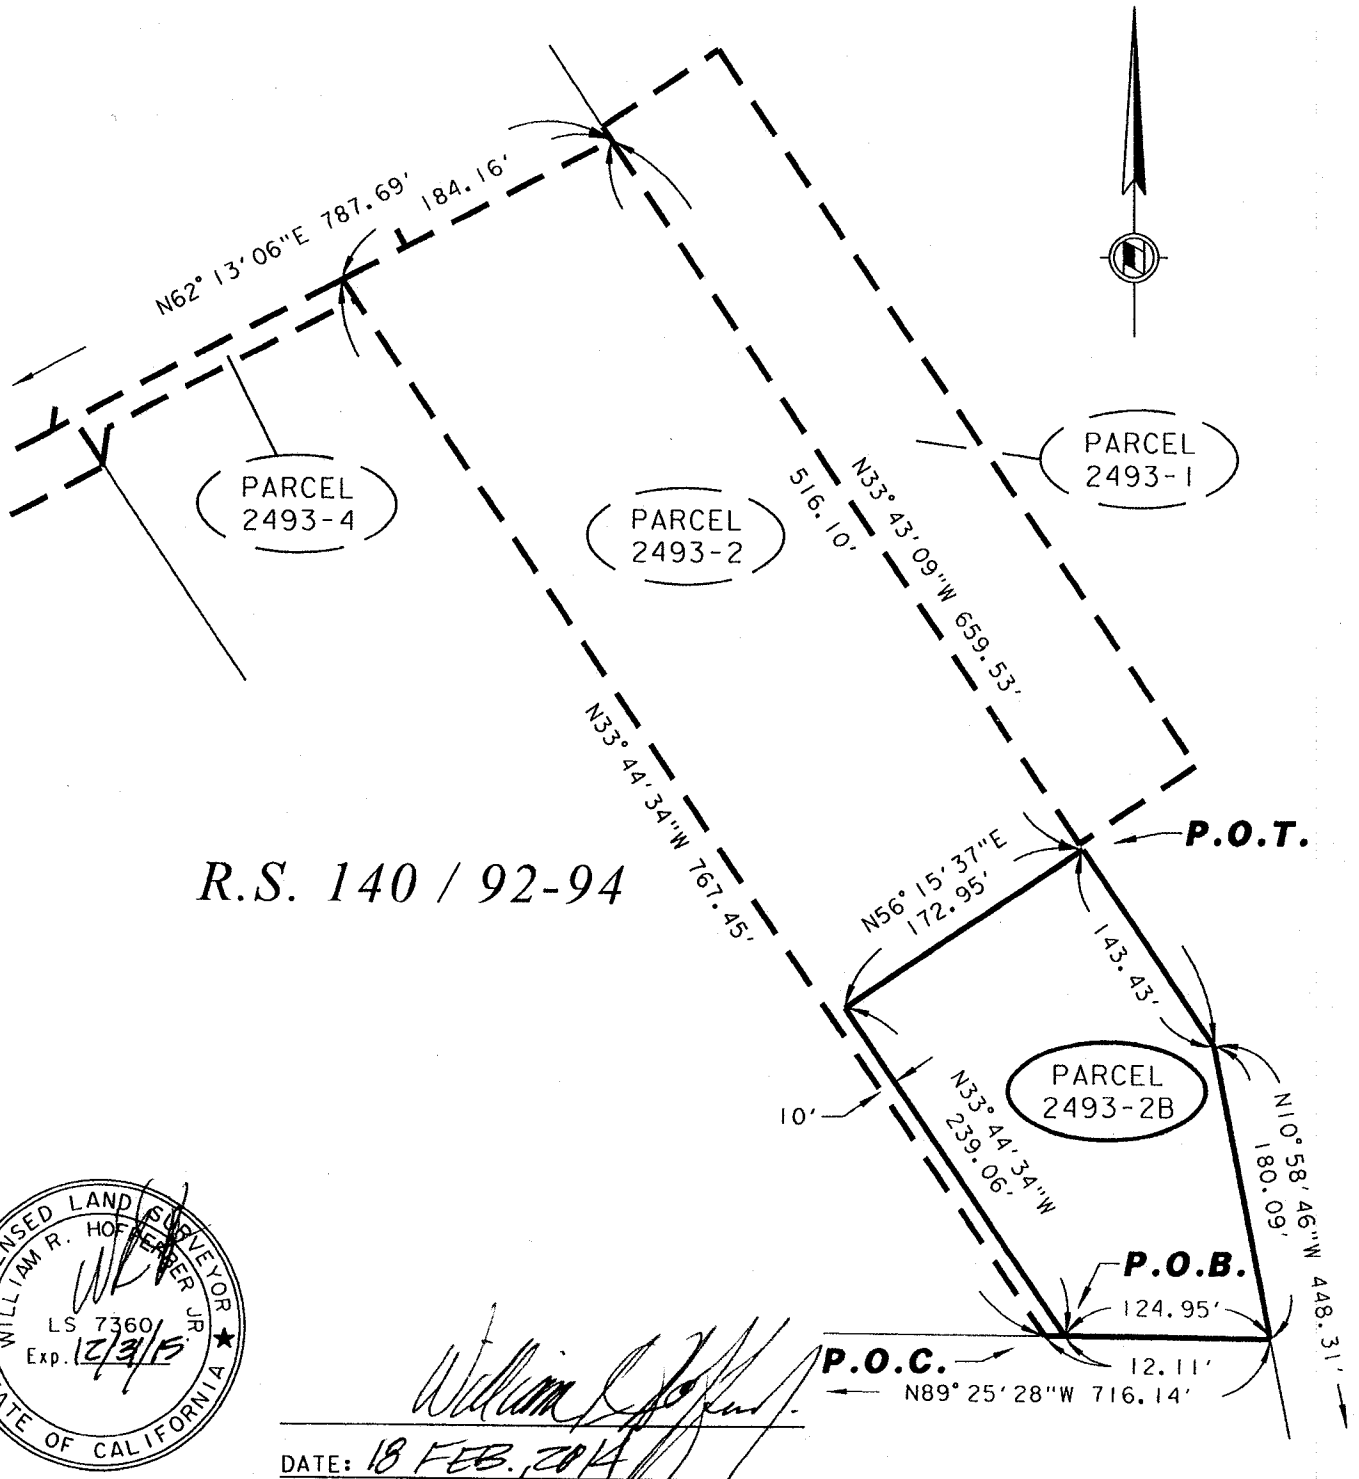 N62°13'06"E 787.69'
184.16'
PARCEL
2493-4
PARCEL
2493-2
PARCEL
2493-1
N33°43'09"W 659.53'
516.10'
N33°44'34"W 767.45'
R.S. 140 / 92-94
P.O.T.
N56°15'37"E
172.95'
143.43'
PARCEL
2493-2B
10'
N33°44'34"W
239.06'
N10°58'46"W 448.31'
180.09'
P.O.B.
124.95'
P.O.C.
12.11'
N89°25'28"W 716.14'
ENSED LAND SURVEYOR
WILLIAM R. HOFFERBER JR.
LS 7360
Exp. 12/31/15
ATE OF CALIFORNIA
DATE: 18 FEB., 2014